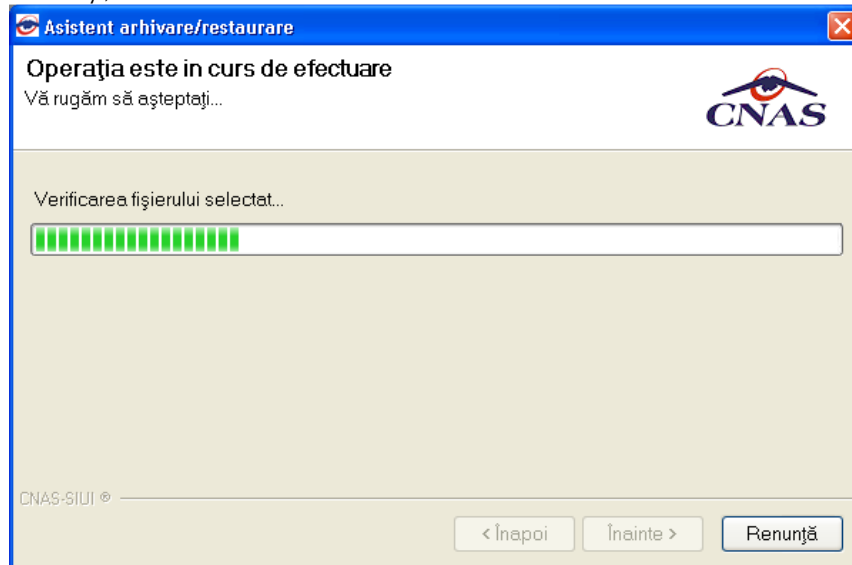 Asistent arhivare/restaurare
Operaţia este in curs de efectuare
Vă rugăm să aşteptaţi...
CNAS
Verificarea fişierului selectat...
CNAS-SIUI ®
< Înapoi
Înainte >
Renunţă